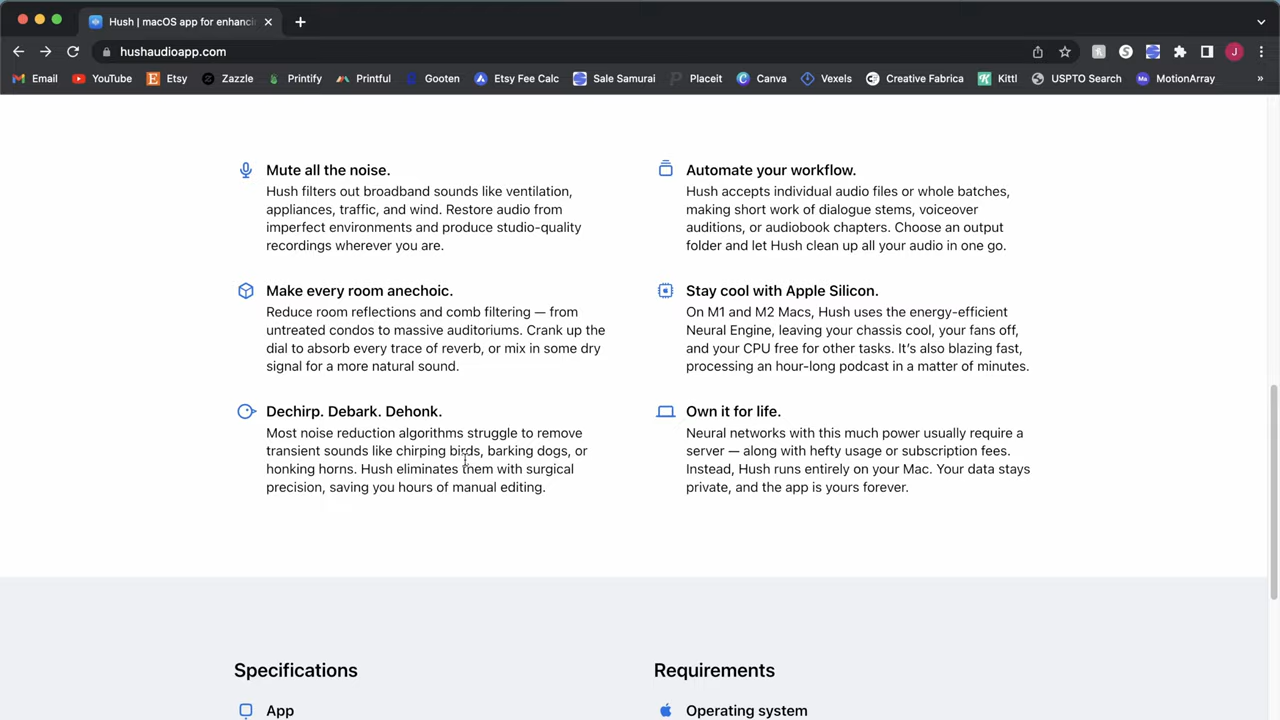 Hush | macOS app for enhancin
hushaudioapp.com
J
Email
YouTube
Etsy
Zazzle
Printify
Printful
Gooten
Etsy Fee Calc
Sale Samurai
Placeit
Canva
Vexels
Creative Fabrica
Kittl
USPTO Search
MotionArray
»
Mute all the noise.
Hush filters out broadband sounds like ventilation,
appliances, traffic, and wind. Restore audio from
imperfect environments and produce studio-quality
recordings wherever you are.
Automate your workflow.
Hush accepts individual audio files or whole batches,
making short work of dialogue stems, voiceover
auditions, or audiobook chapters. Choose an output
folder and let Hush clean up all your audio in one go.
Make every room anechoic.
Reduce room reflections and comb filtering — from
untreated condos to massive auditoriums. Crank up the
dial to absorb every trace of reverb, or mix in some dry
signal for a more natural sound.
Stay cool with Apple Silicon.
On M1 and M2 Macs, Hush uses the energy-efficient
Neural Engine, leaving your chassis cool, your fans off,
and your CPU free for other tasks. It’s also blazing fast,
processing an hour-long podcast in a matter of minutes.
Dechirp. Debark. Dehonk.
Most noise reduction algorithms struggle to remove
transient sounds like chirping birds, barking dogs, or
honking horns. Hush eliminates them with surgical
precision, saving you hours of manual editing.
Own it for life.
Neural networks with this much power usually require a
server — along with hefty usage or subscription fees.
Instead, Hush runs entirely on your Mac. Your data stays
private, and the app is yours forever.
Specifications
App
Requirements
Operating system